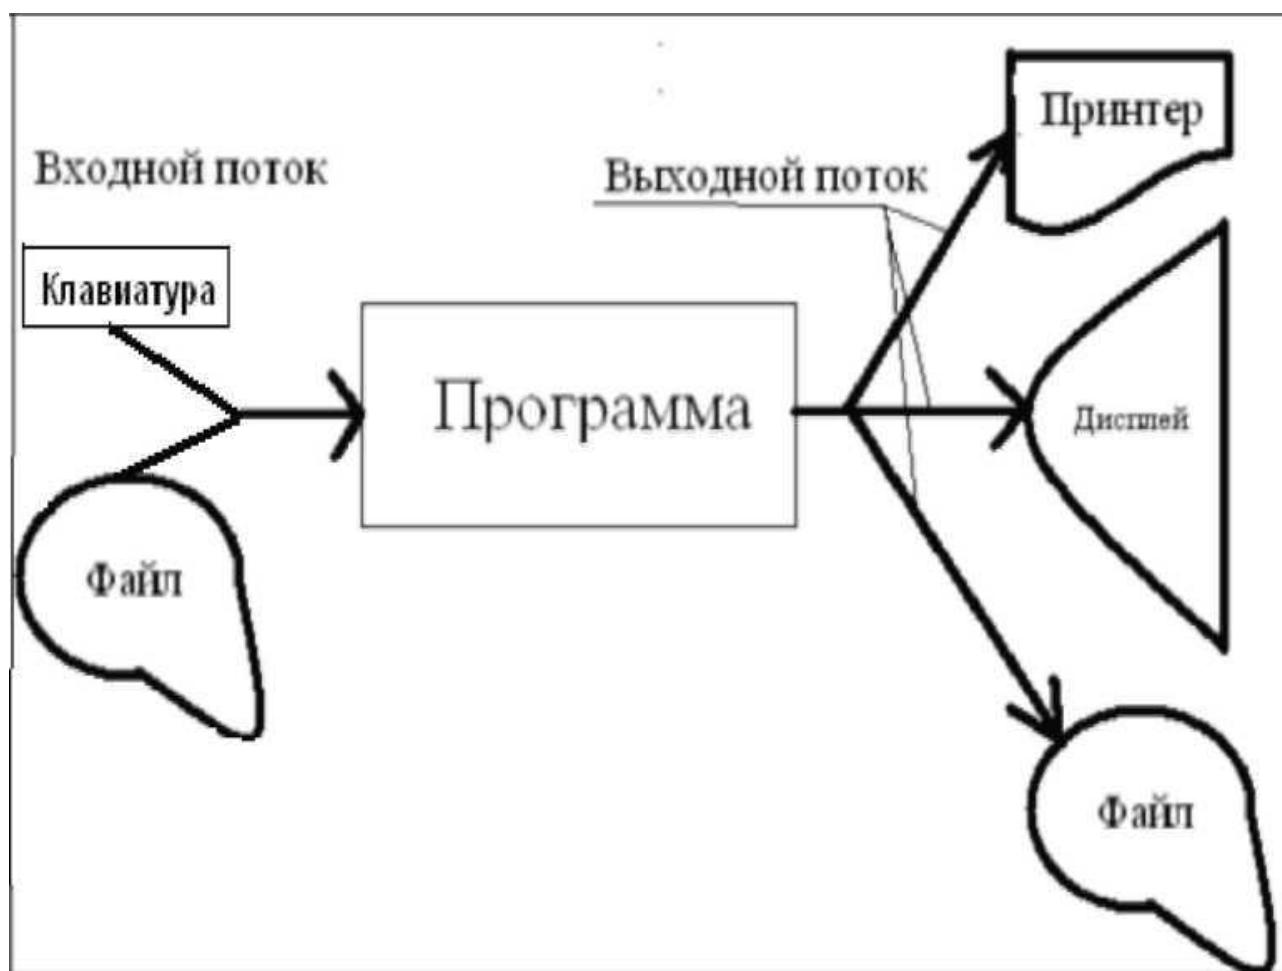 Входной поток
Клавиатура
Файл
Программа
Выходной поток
Принтер
Дисплей
Файл